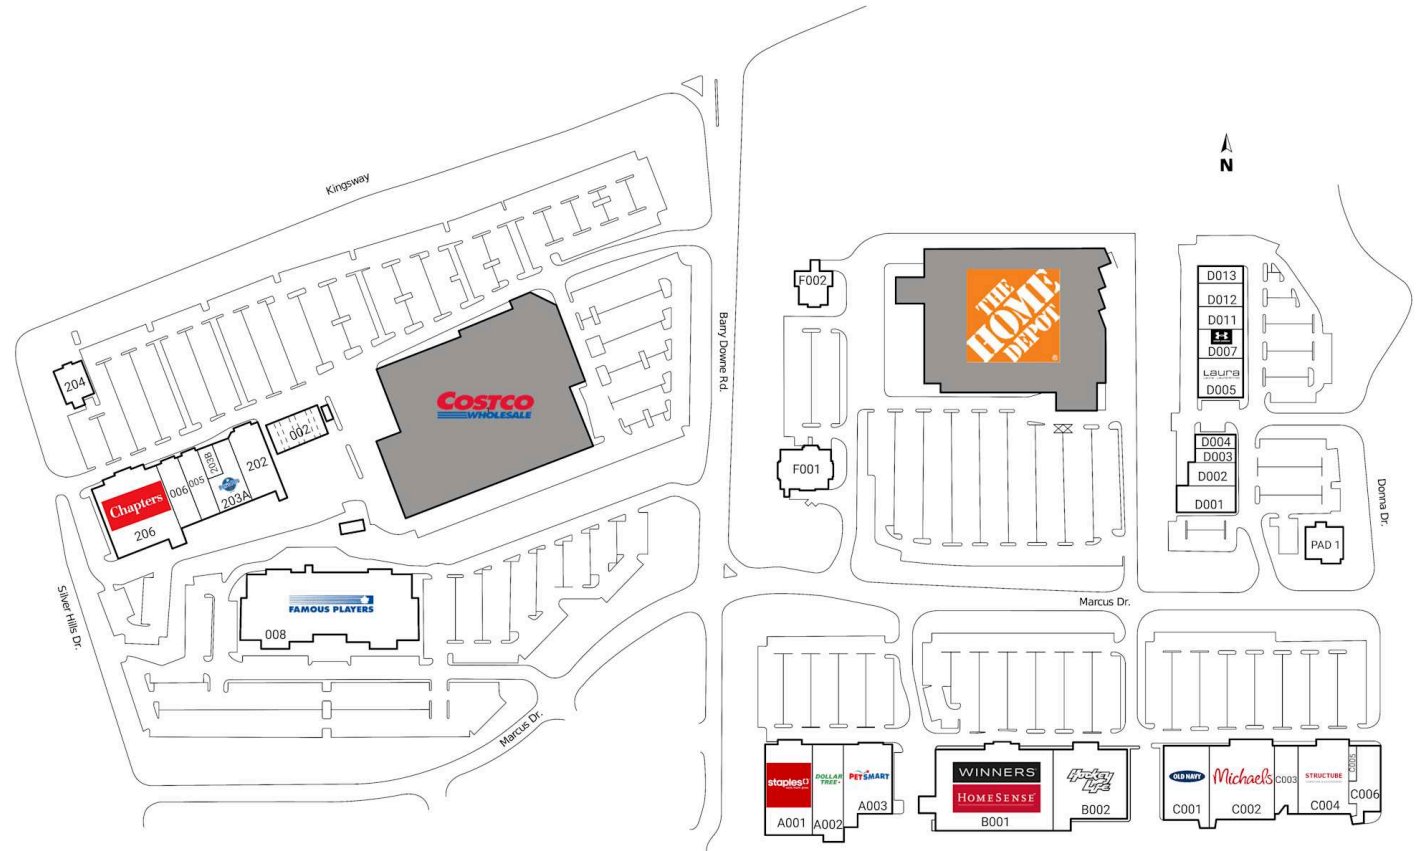 Kingsway
N
Barry Downe Rd.
F002
THE
HOME
DEPOT
®
D013
D012
D011
D007
Laura
D005
204
COSTCO
WHOLESALE
002
202
203B
203A
005
006
Chapters
206
F001
D004
D003
D002
D001
Donna Dr.
PAD 1
Silver Hills Dr.
FAMOUS PLAYERS
008
Marcus Dr.
Marcus Dr.
staples
A001
DOLLAR
TREE
A002
PETSMART
A003
WINNERS
HOMESENSE
B001
Hockey
Life
B002
OLD NAVY
C001
Michaels
C002
C003
STRUCTUBE
C004
C005
C006